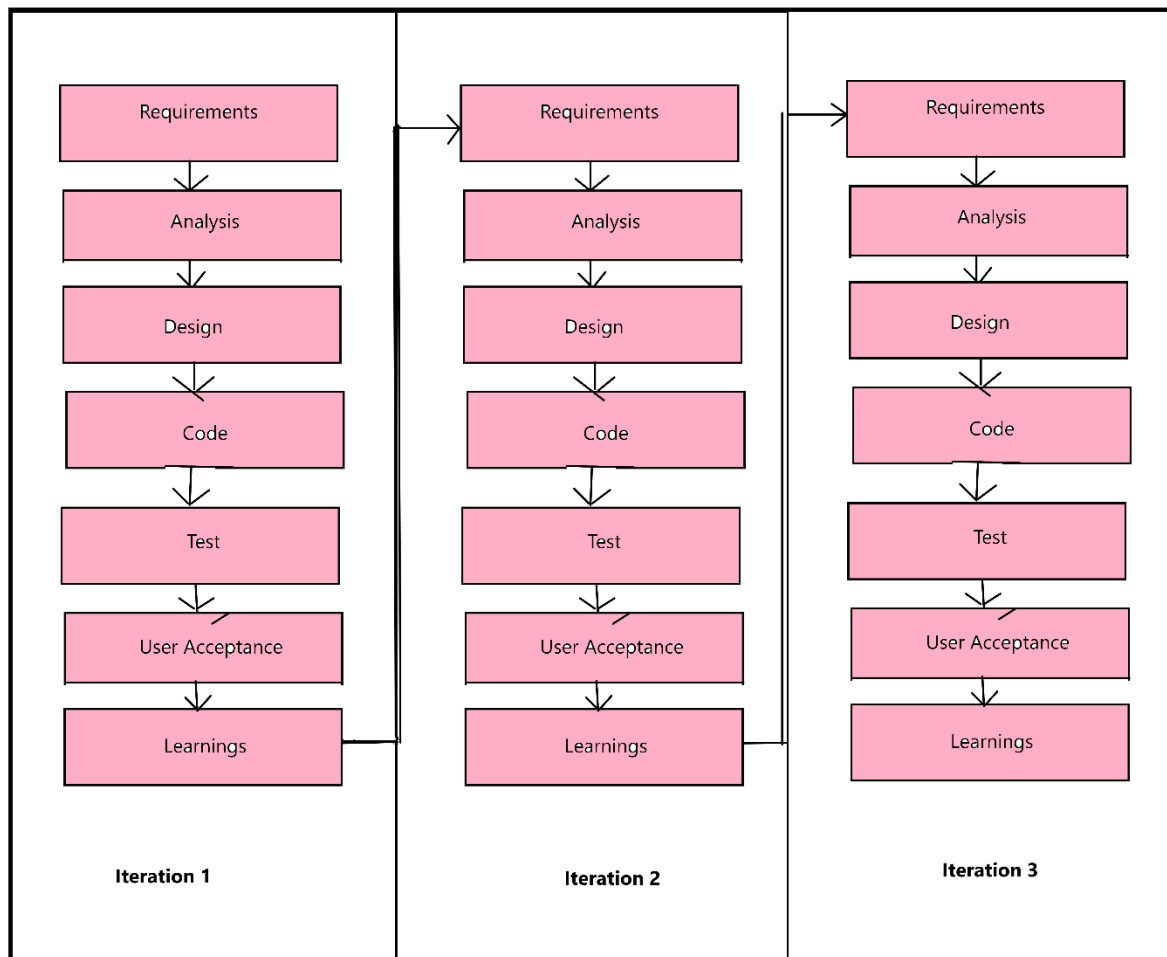 Requirements
Analysis
Design
Code
Test
User Acceptance
Learnings
Iteration 1
Requirements
Analysis
Design
Code
Test
User Acceptance
Learnings
Iteration 2
Requirements
Analysis
Design
Code
Test
User Acceptance
Learnings
Iteration 3